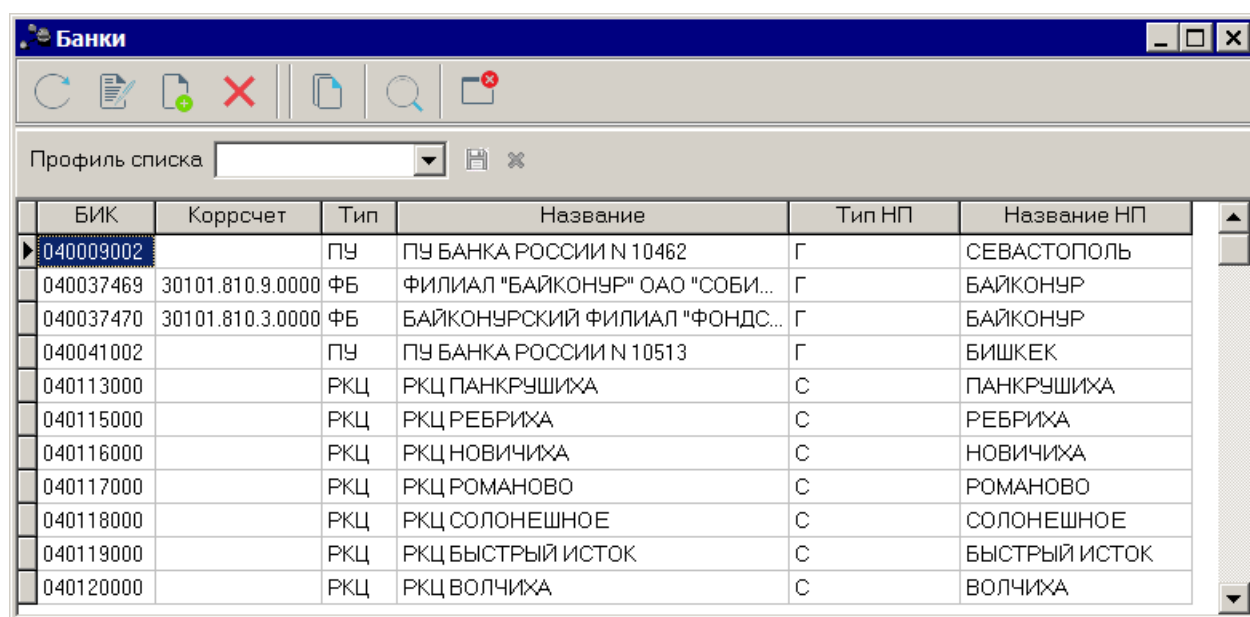 Банки
Профиль списка
БИК Коррсчет Тип Название Тип НП Название НП
040009002 ПУ ПУ БАНКА РОССИИ N 10462 Г СЕВАСТОПОЛЬ
040037469 30101.810.9.0000 ФБ ФИЛИАЛ "БАЙКОНУР" ОАО "СОБИ... Г БАЙКОНУР
040037470 30101.810.3.0000 ФБ БАЙКОНУРСКИЙ ФИЛИАЛ "ФОНДС... Г БАЙКОНУР
040041002 ПУ ПУ БАНКА РОССИИ N 10513 Г БИШКЕК
040113000 РКЦ РКЦ ПАНКРУШИХА С ПАНКРУШИХА
040115000 РКЦ РКЦ РЕБРИХА С РЕБРИХА
040116000 РКЦ РКЦ НОВИЧИХА С НОВИЧИХА
040117000 РКЦ РКЦ РОМАНОВО С РОМАНОВО
040118000 РКЦ РКЦ СОЛОНЕШНОЕ С СОЛОНЕШНОЕ
040119000 РКЦ РКЦ БЫСТРЫЙ ИСТОК С БЫСТРЫЙ ИСТОК
040120000 РКЦ РКЦ ВОЛЧИХА С ВОЛЧИХА